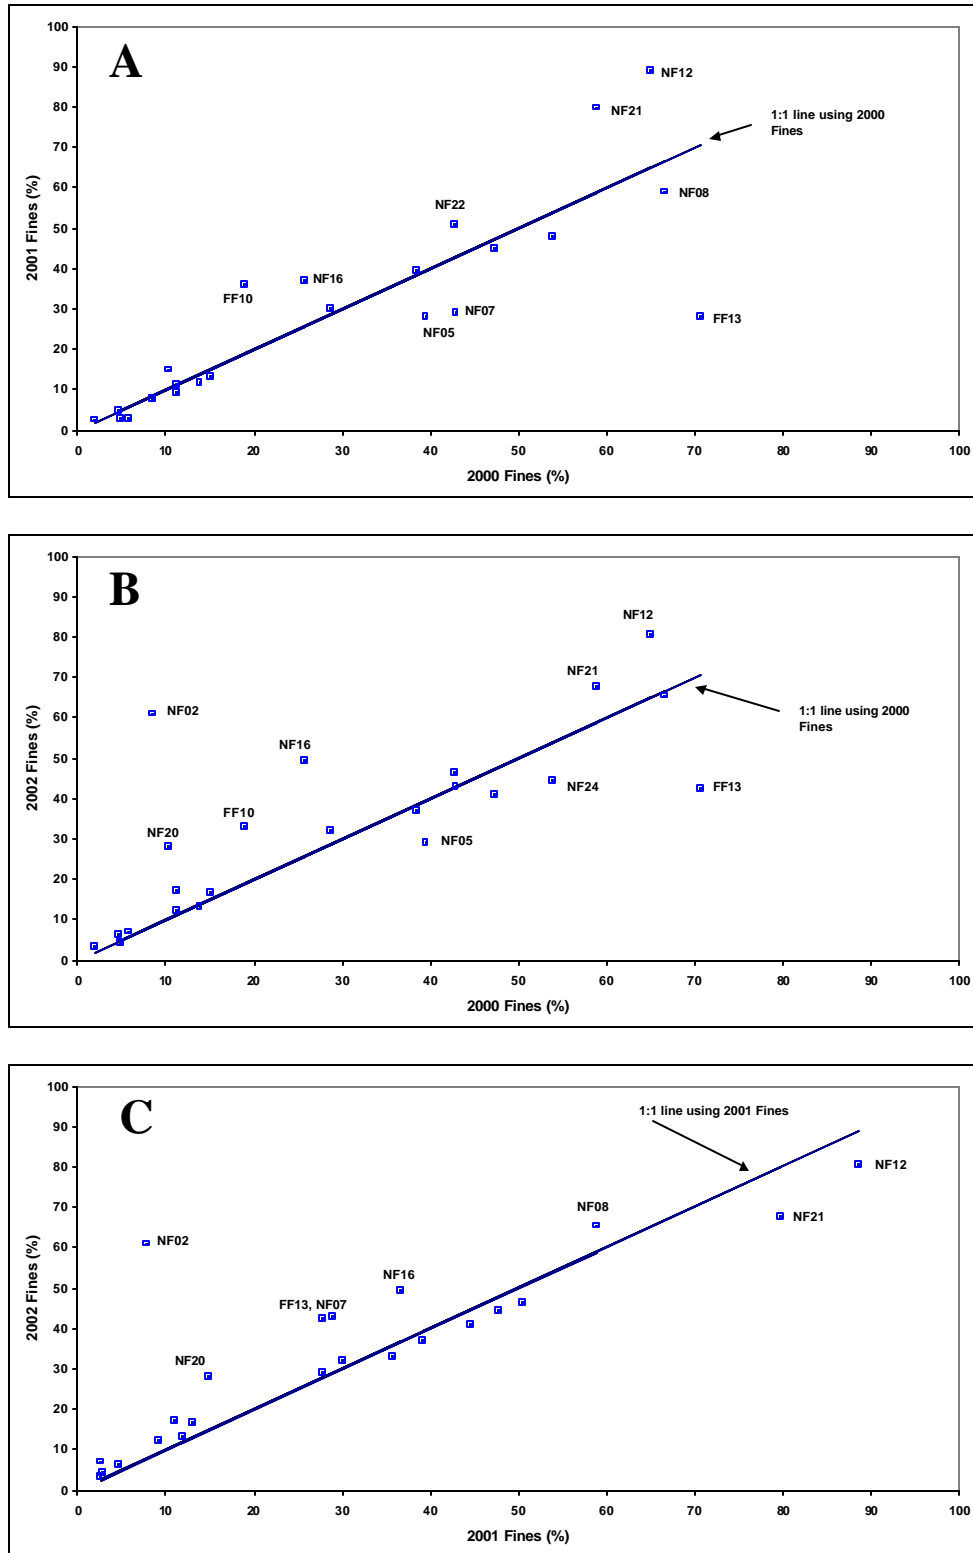 A
100
90
80
70
60
50
40
30
20
10
0
2001 Fines (%)
NF12
NF21
1:1 line using 2000
Fines
NF08
NF22
NF16
FF10
NF07
NF05
FF13
0 10 20 30 40 50 60 70 80 90 100
2000 Fines (%)
B
100
90
80
70
60
50
40
30
20
10
0
2002 Fines (%)
NF12
NF21
NF02
1:1 line using 2000
Fines
NF16
NF24
FF13
FF10
NF20
NF05
0 10 20 30 40 50 60 70 80 90 100
2000 Fines (%)
C
100
90
80
70
60
50
40
30
20
10
0
2002 Fines (%)
1:1 line using 2001 Fines
NF12
NF08
NF21
NF02
NF16
FF13, NF07
NF20
0 10 20 30 40 50 60 70 80 90 100
2001 Fines (%)